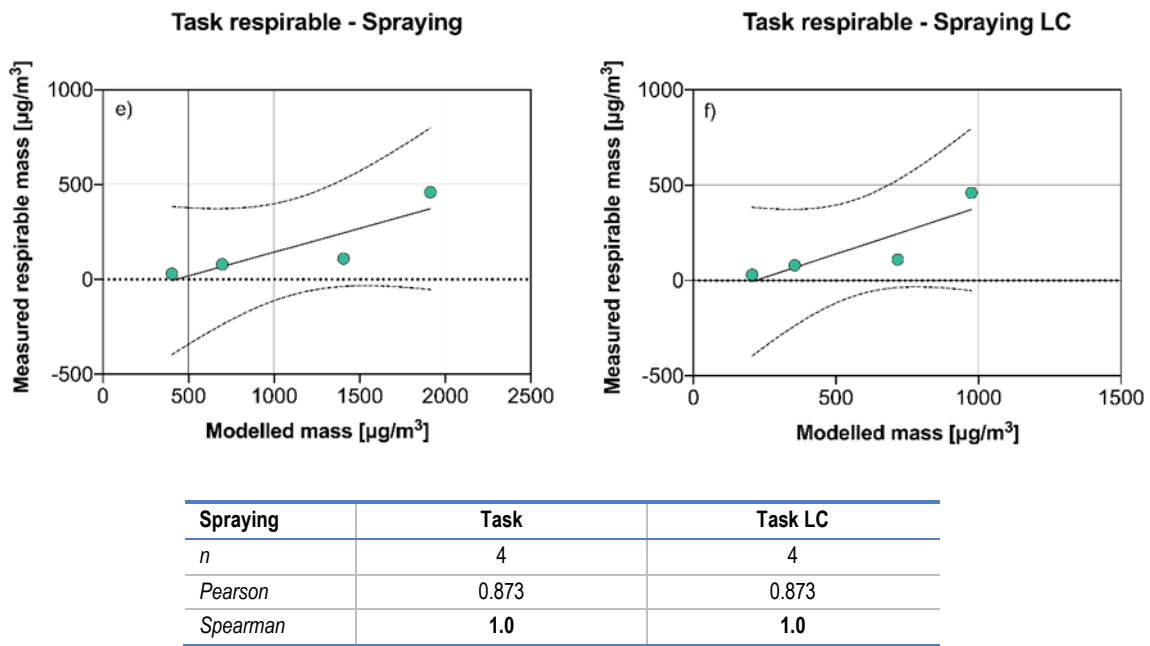 Task respirable - Spraying
Measured respirable mass [µg/m³]
1000
500
0
-500
e)
0 500 1000 1500 2000 2500
Modelled mass [µg/m³]
Task respirable - Spraying LC
Measured respirable mass [µg/m³]
1000
500
0
-500
f)
0 500 1000 1500
Modelled mass [µg/m³]
Spraying Task Task LC
n 4 4
Pearson 0.873 0.873
Spearman 1.0 1.0